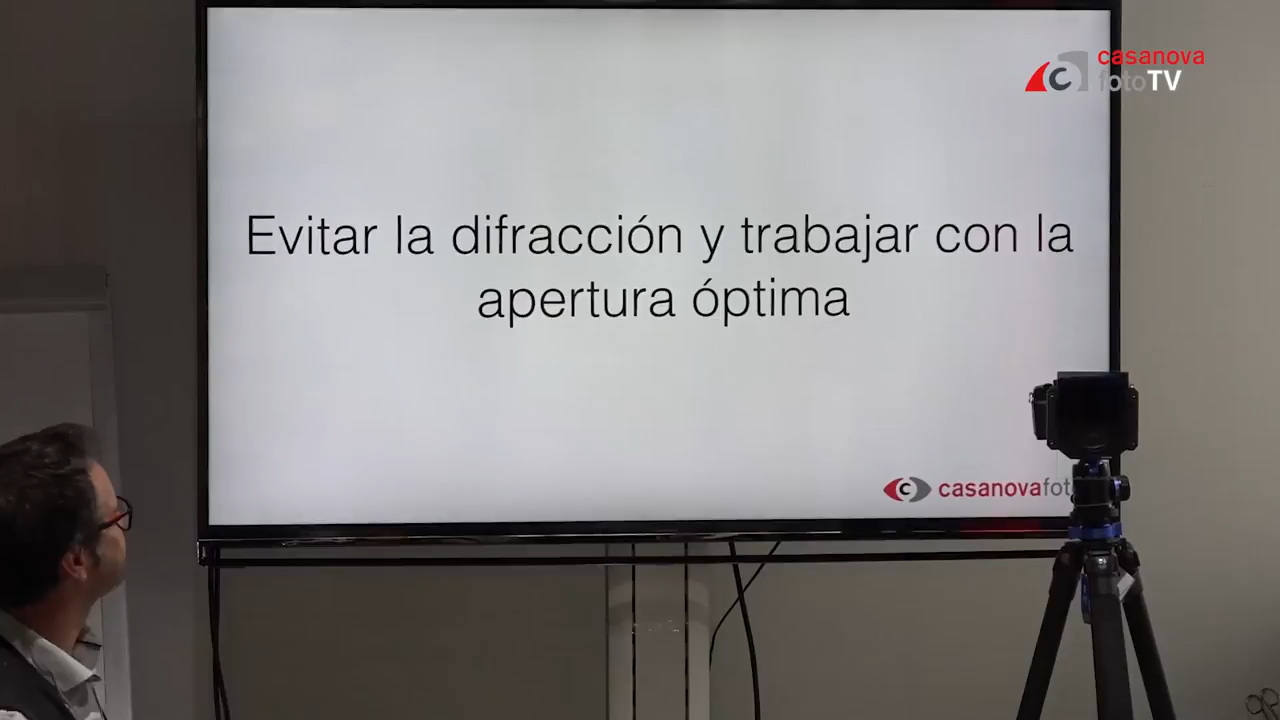 casanova
fotoTV
Evitar la difracción y trabajar con la
apertura óptima
casanovafot